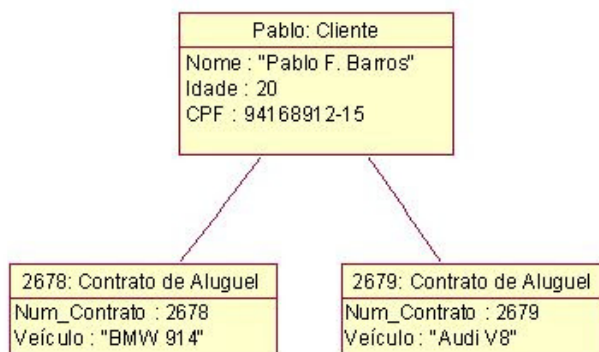 Pablo: Cliente
Nome : "Pablo F. Barros"
Idade : 20
CPF : 94168912-15
2678: Contrato de Aluguel
Num_Contrato : 2678
Veículo : "BMW 914"
2679: Contrato de Aluguel
Num_Contrato : 2679
Veículo : "Audi V8"